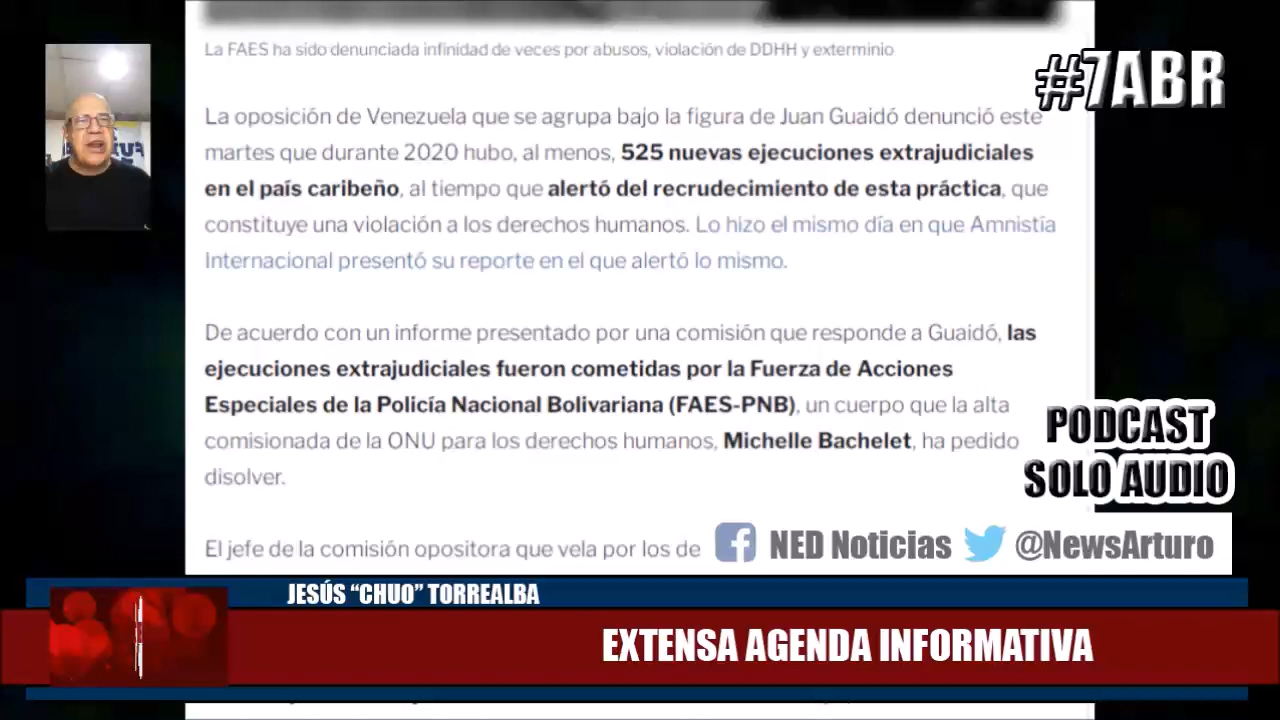 La FAES ha sido denunciada infinidad de veces por abusos, violación de DDHH y exterminio
#7ABR
La oposición de Venezuela que se agrupa bajo la figura de Juan Guaidó denunció este
martes que durante 2020 hubo, al menos, 525 nuevas ejecuciones extrajudiciales
en el país caribeño, al tiempo que alertó del recrudecimiento de esta práctica, que
constituye una violación a los derechos humanos. Lo hizo el mismo día en que Amnistía
Internacional presentó su reporte en el que alertó lo mismo.
De acuerdo con un informe presentado por una comisión que responde a Guaidó, las
ejecuciones extrajudiciales fueron cometidas por la Fuerza de Acciones
Especiales de la Policía Nacional Bolivariana (FAES-PNB), un cuerpo que la alta
comisionada de la ONU para los derechos humanos, Michelle Bachelet, ha pedido
disolver.
PODCAST
SOLO AUDIO
El jefe de la comisión opositora que vela por los de
NED Noticias @NewsArturo
JESÚS “CHUO” TORREALBA
EXTENSA AGENDA INFORMATIVA